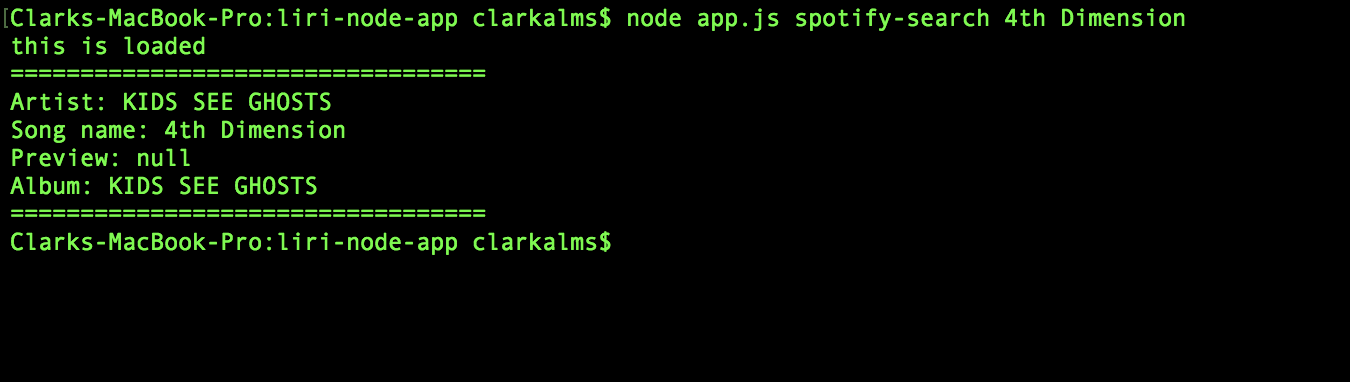 [Clarks-MacBook-Pro:liri-node-app clarkalms$ node app.js spotify-search 4th Dimension
this is loaded
==================================
Artist: KIDS SEE GHOSTS
Song name: 4th Dimension
Preview: null
Album: KIDS SEE GHOSTS
==================================
Clarks-MacBook-Pro:liri-node-app clarkalms$